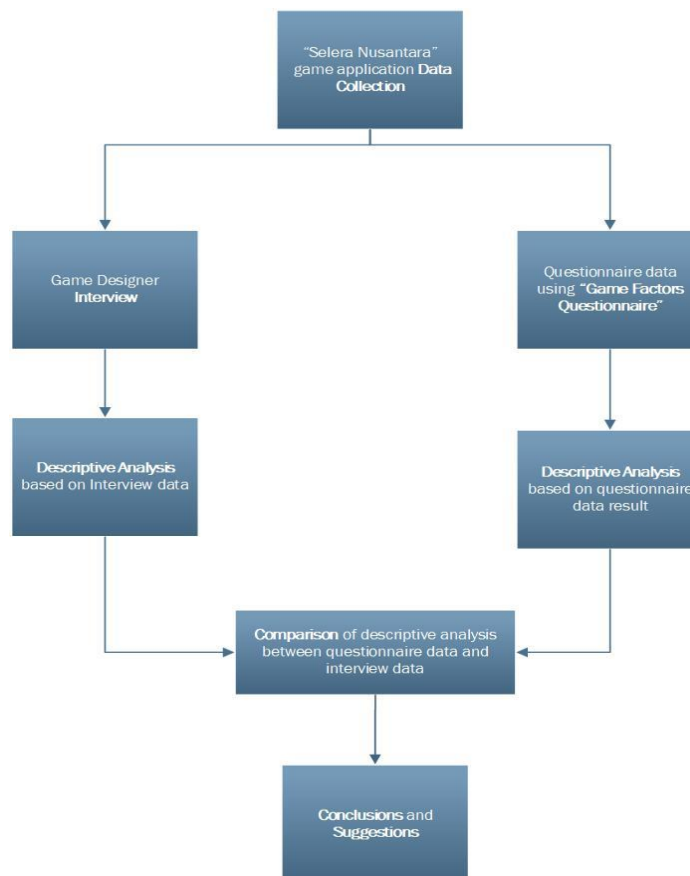 “Selera Nusantara”
game application Data
Collection
Game Designer
Interview
Questionnaire data
using “Game Factors
Questionnaire”
Descriptive Analysis
based on Interview data
Descriptive Analysis
based on questionnaire
data result
Comparison of descriptive analysis
between questionnaire data and
interview data
Conclusions and
Suggestions